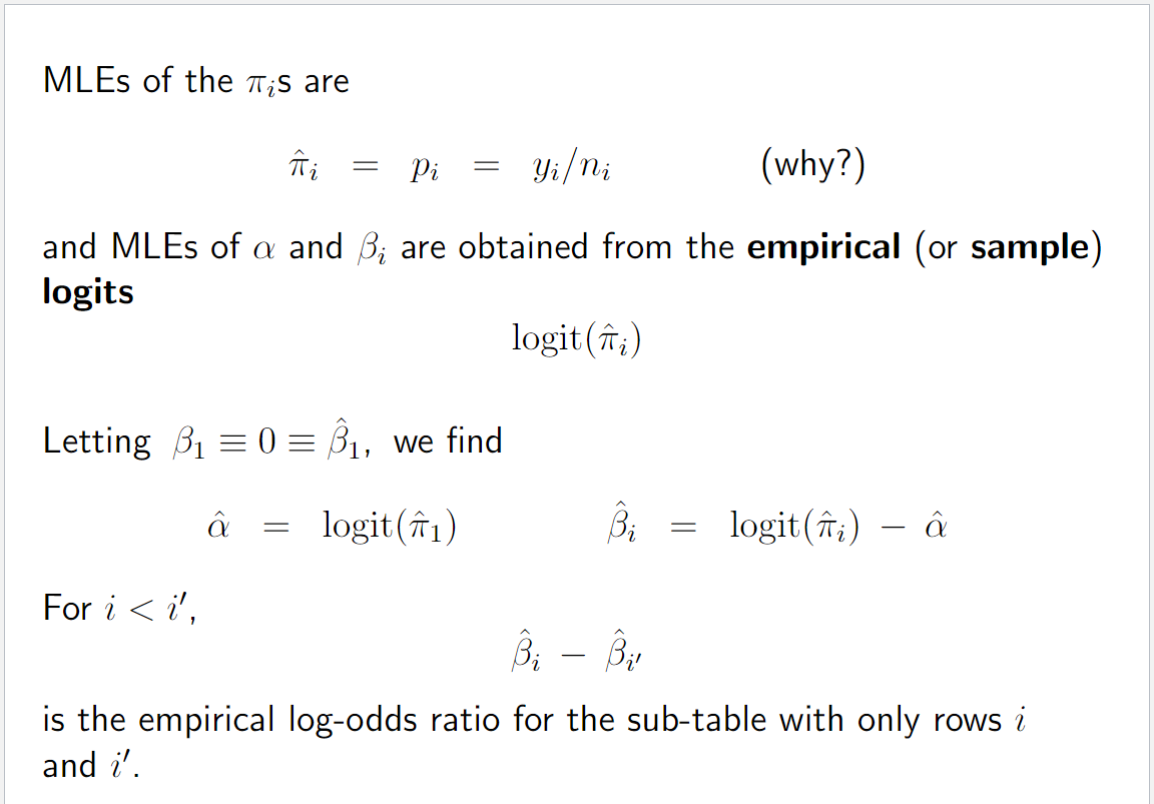 MLEs of the πᵢs are
π̂ᵢ = pᵢ = yᵢ/nᵢ (why?)
and MLEs of α and βᵢ are obtained from the empirical (or sample)
logits
logit(π̂ᵢ)
Letting β₁ ≡ 0 ≡ β̂₁, we find
α̂ = logit(π̂₁) β̂ᵢ = logit(π̂ᵢ) − α̂
For i < i′,
β̂ᵢ − β̂ᵢ′
is the empirical log-odds ratio for the sub-table with only rows i
and i′.